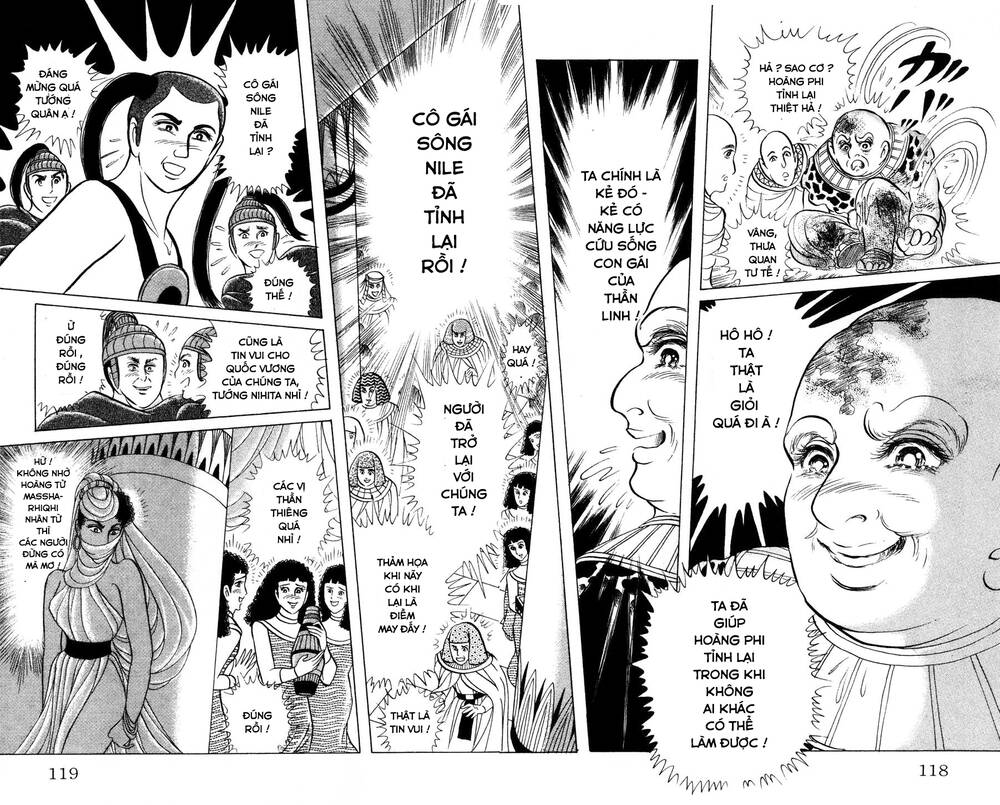 HẢ ? SAO CƠ ?
HOÀNG PHI
TỈNH LẠI
THIỆT HẢ !
VÂNG,
THƯA
QUAN
TƯ TẾ !
HÔ HÔ !
TA
THẬT
LÀ
GIỎI
QUÁ ĐI À !
TA ĐÃ
GIÚP
HOÀNG PHI
TỈNH LẠI
TRONG KHI
KHÔNG
AI KHÁC
CÓ THỂ
LÀM ĐƯỢC !
TA CHÍNH LÀ
KẺ ĐÓ -
KẺ CÓ
NĂNG LỰC
CỨU SỐNG
CON GÁI
CỦA
THẦN
LINH !
118
CÔ GÁI
SÔNG
NILE
ĐÃ
TỈNH
LẠI
RỒI !
HAY
QUÁ !
NGƯỜI
ĐÃ
TRỞ
LẠI
VỚI
CHÚNG
TA !
THẢM HỌA
KHI NÃY
CÓ KHI
LẠI LÀ
ĐIỀM
MAY ĐẤY !
THẬT LÀ
TIN VUI !
CÔ GÁI
SÔNG
NILE
ĐÃ
TỈNH
LẠI ?
ĐÁNG
MỪNG QUÁ
TƯỚNG
QUÂN Ạ !
ĐÚNG
THẾ !
CŨNG LÀ
TIN VUI CHO
QUỐC VƯƠNG
CỦA CHÚNG TA,
TƯỚNG NIHITA NHỈ !
Ừ
ĐÚNG
RỒI,
ĐÚNG
RỒI !
CÁC VỊ
THẦN
THIÊNG
QUÁ
NHỈ !
ĐÚNG
RỒI !
HỪ !
KHÔNG NHỜ
HOÀNG TỬ
MASSHA-
RHIQHI
NHÂN TỪ
THÌ
CÁC NGƯỜI
ĐỪNG CÓ
MÀ MƠ !
119